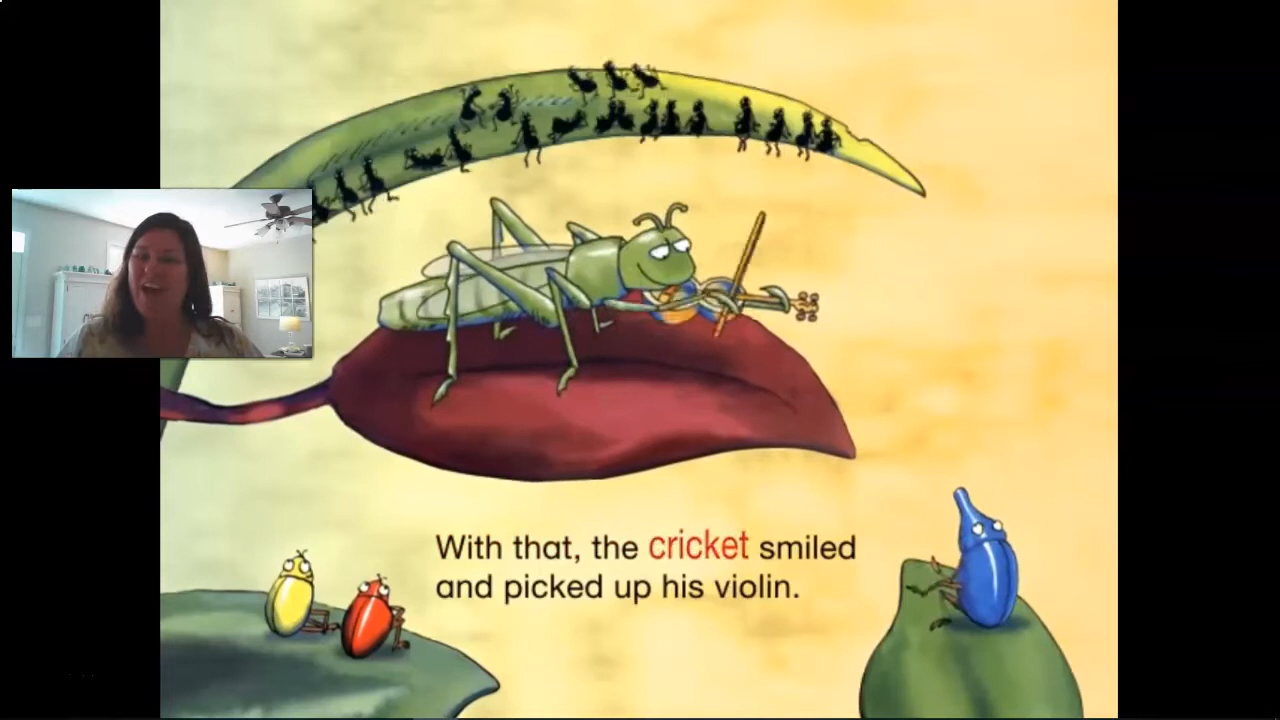 With that, the cricket smiled
and picked up his violin.